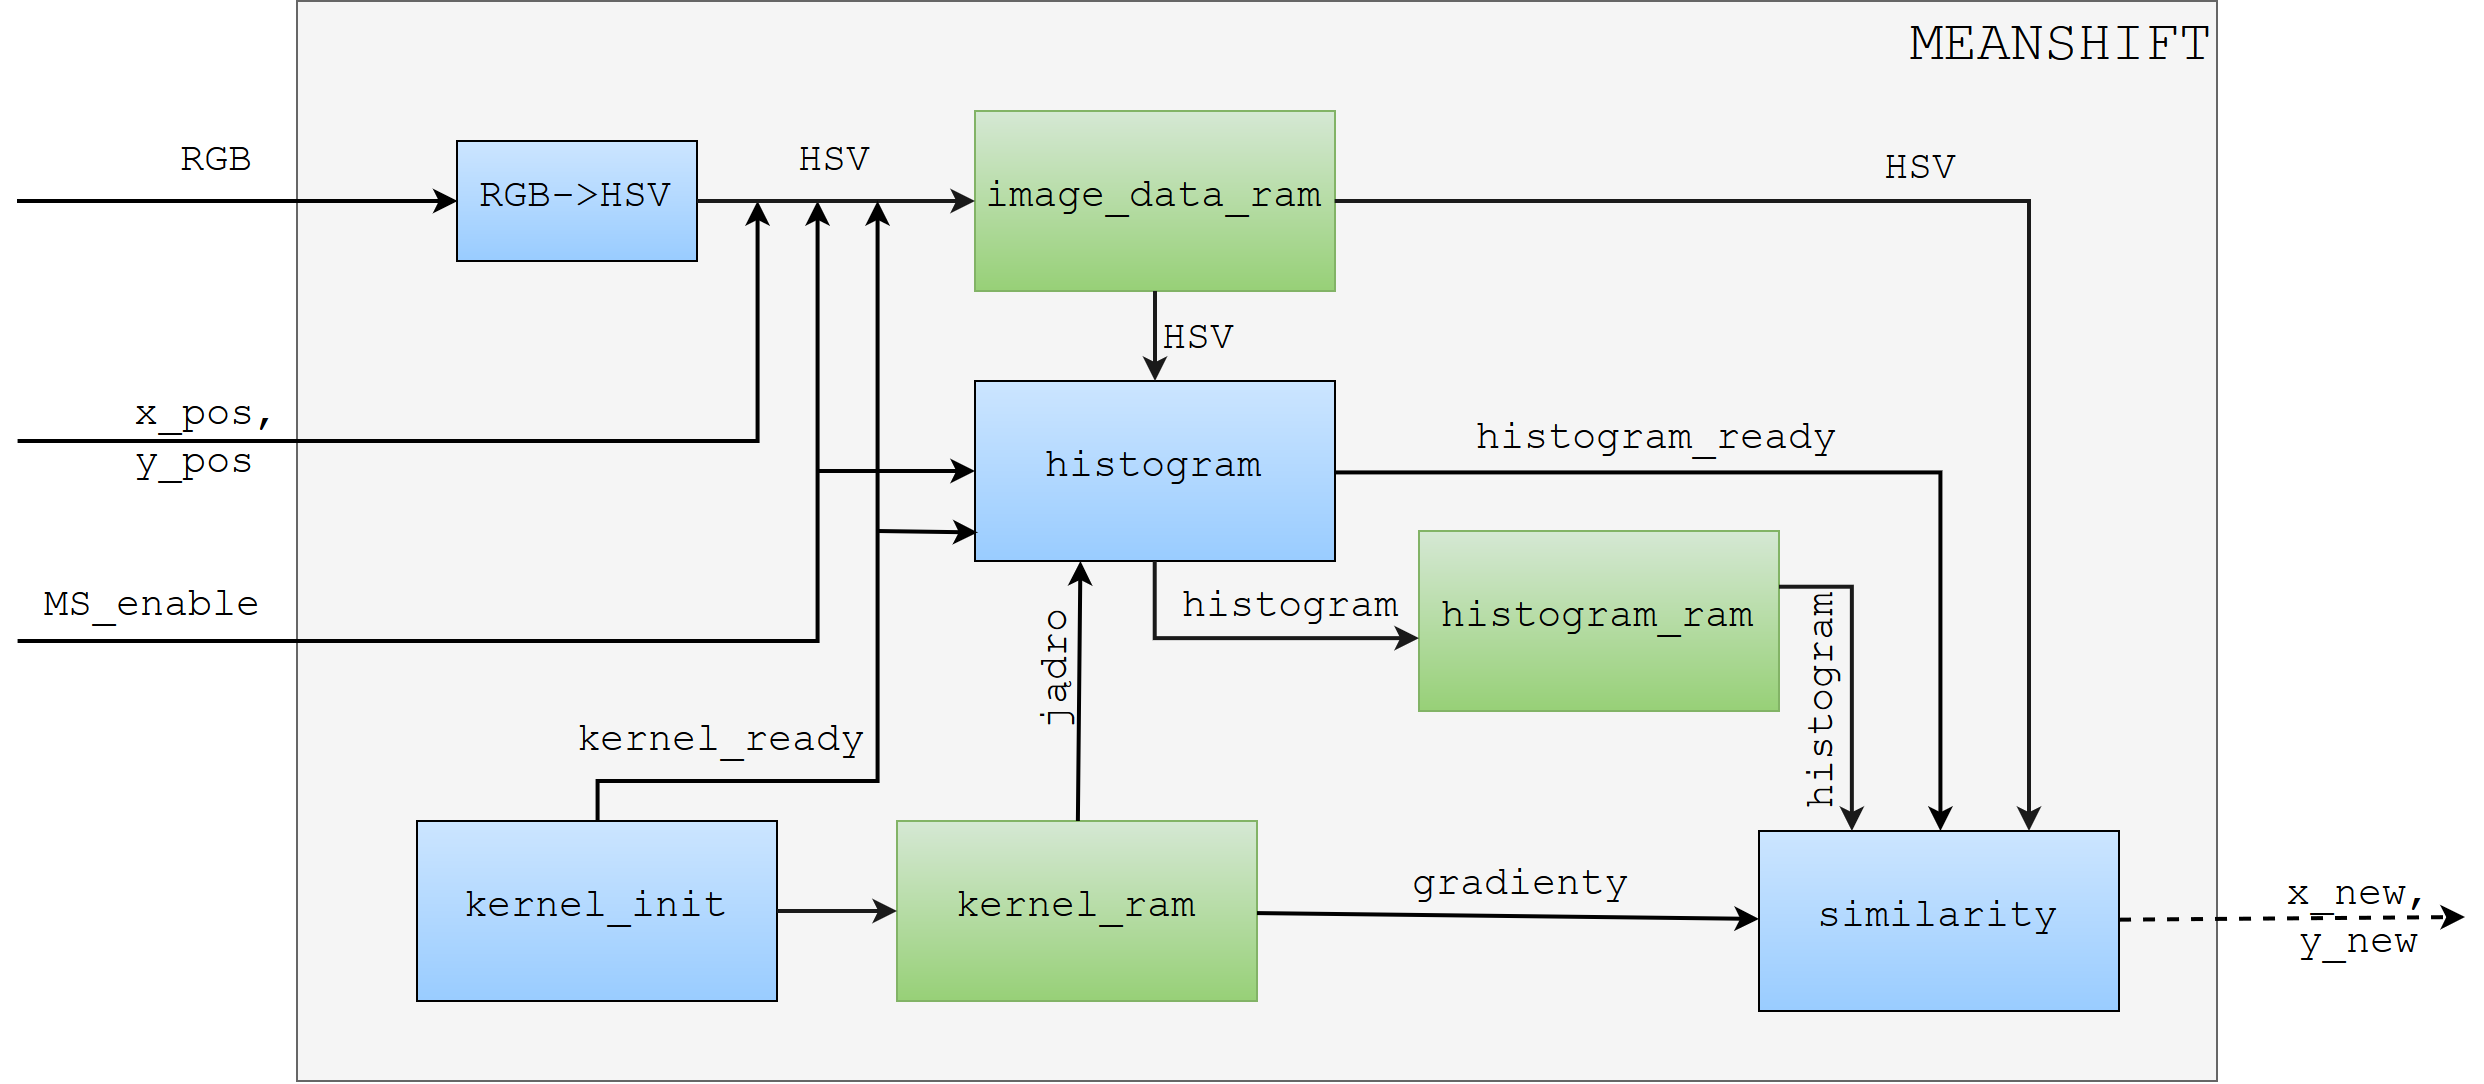 MEANSHIFT
RGB
HSV
HSV
RGB->HSV
image_data_ram
HSV
x_pos,
y_pos
histogram
histogram_ready
MS_enable
histogram
histogram_ram
histogram
jądro
kernel_ready
kernel_init
kernel_ram
gradienty
similarity
x_new,
y_new